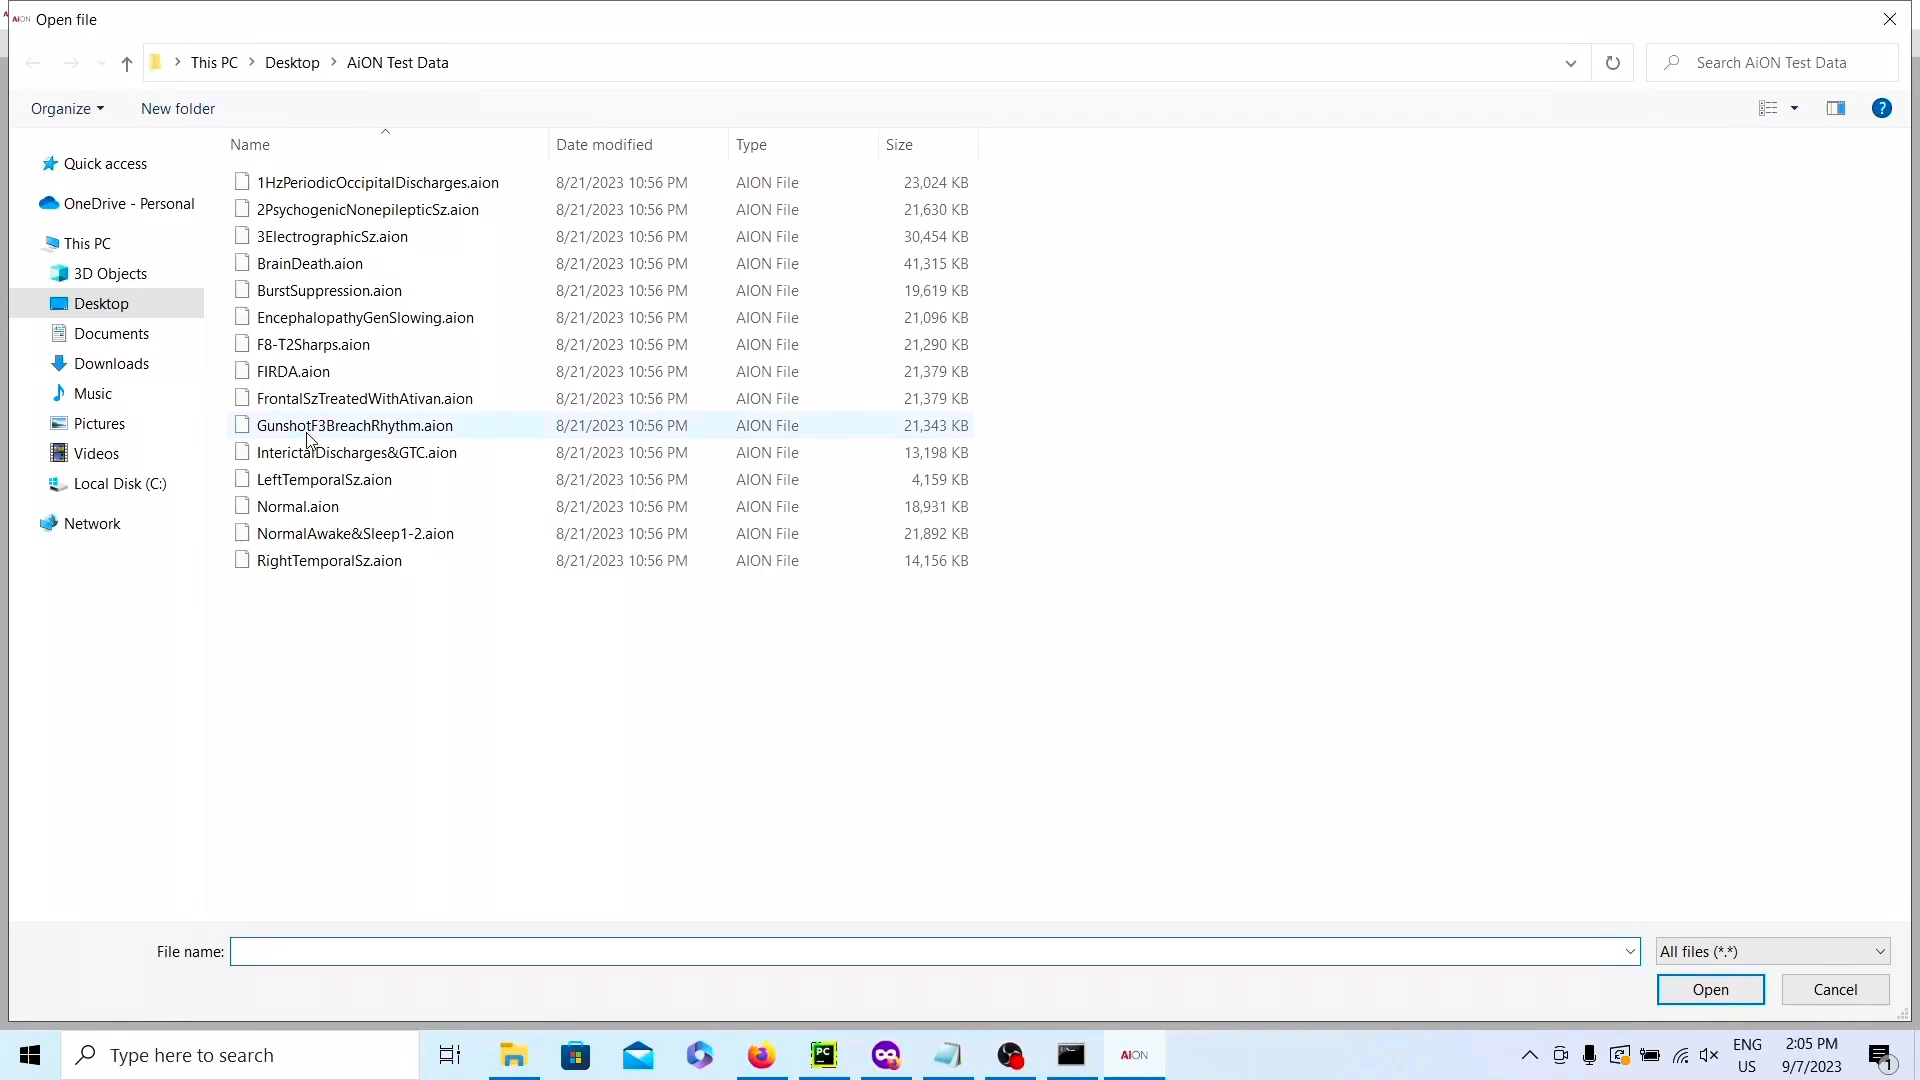 AiON Open file
This PC > Desktop > AiON Test Data
Search AiON Test Data
Organize New folder
?
Name Date modified Type Size
Quick access
OneDrive - Personal
This PC
3D Objects
Desktop
Documents
Downloads
Music
Pictures
Videos
Local Disk (C:)
Network
1HzPeriodicOccipitalDischarges.aion 8/21/2023 10:56 PM AION File 23,024 KB
2PsychogenicNonepilepticSz.aion 8/21/2023 10:56 PM AION File 21,630 KB
3ElectrographicSz.aion 8/21/2023 10:56 PM AION File 30,454 KB
BrainDeath.aion 8/21/2023 10:56 PM AION File 41,315 KB
BurstSuppression.aion 8/21/2023 10:56 PM AION File 19,619 KB
EncephalopathyGenSlowing.aion 8/21/2023 10:56 PM AION File 21,096 KB
F8-T2Sharps.aion 8/21/2023 10:56 PM AION File 21,290 KB
FIRDA.aion 8/21/2023 10:56 PM AION File 21,379 KB
FrontalSzTreatedWithAtivan.aion 8/21/2023 10:56 PM AION File 21,379 KB
GunshotF3BreachRhythm.aion 8/21/2023 10:56 PM AION File 21,343 KB
InterictalDischarges&GTC.aion 8/21/2023 10:56 PM AION File 13,198 KB
LeftTemporalSz.aion 8/21/2023 10:56 PM AION File 4,159 KB
Normal.aion 8/21/2023 10:56 PM AION File 18,931 KB
NormalAwake&Sleep1-2.aion 8/21/2023 10:56 PM AION File 21,892 KB
RightTemporalSz.aion 8/21/2023 10:56 PM AION File 14,156 KB
File name:
All files (*.*)
Open Cancel
Type here to search
PC
AiON
ENG
US
2:05 PM
9/7/2023
1